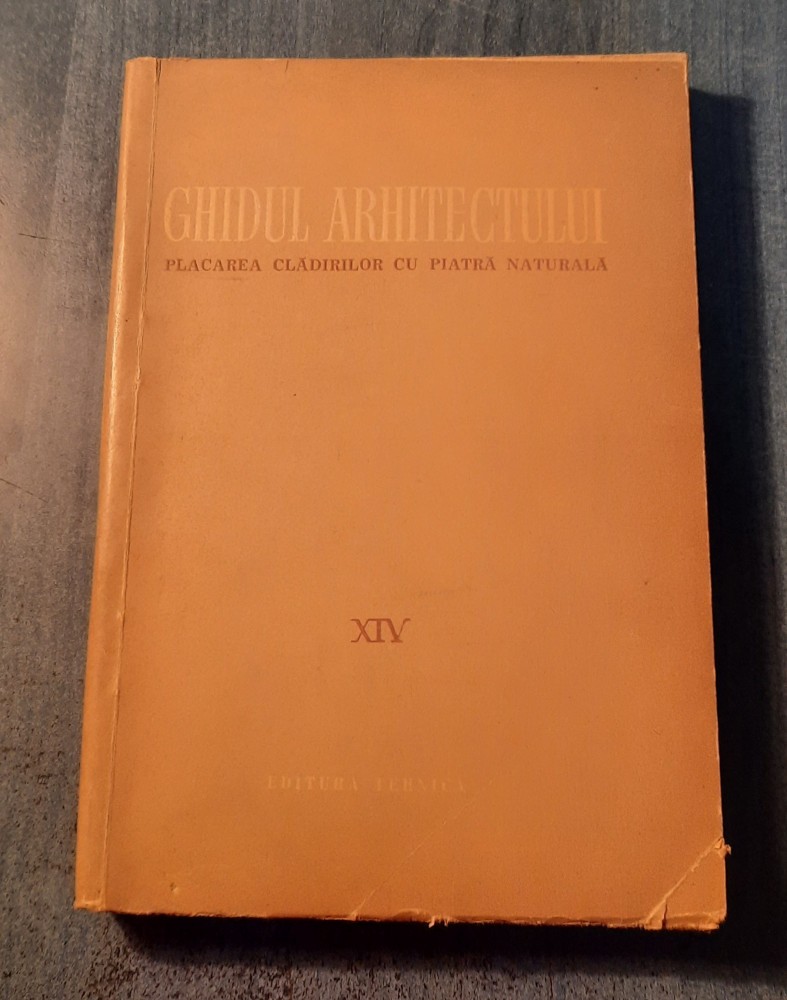 GHIDUL ARHITECTULUI
PLACAREA CLĂDIRILOR CU PIATRĂ NATURALĂ
XIV
EDITURA TEHNICĂ